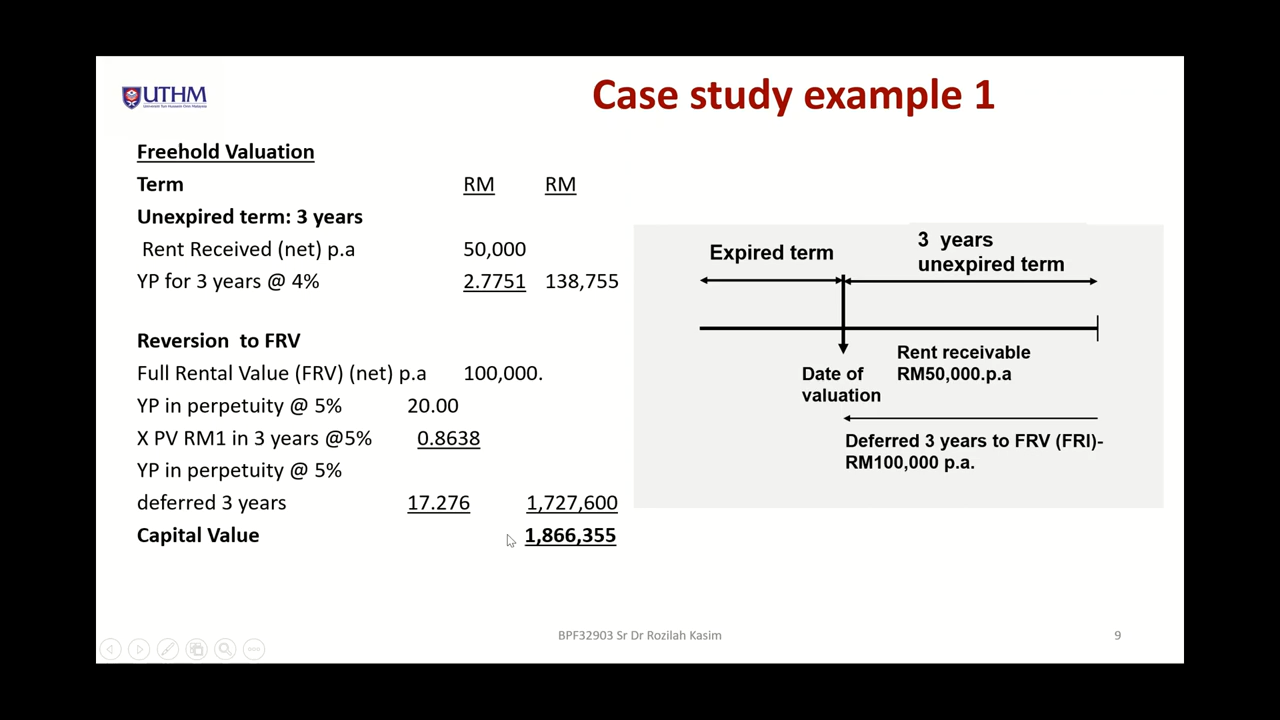 UTHM
Universiti Tun Hussein Onn Malaysia
Case study example 1
Freehold Valuation
Term RM RM
Unexpired term: 3 years
Rent Received (net) p.a 50,000
YP for 3 years @ 4% 2.7751 138,755
Reversion to FRV
Full Rental Value (FRV) (net) p.a 100,000.
YP in perpetuity @ 5% 20.00
X PV RM1 in 3 years @5% 0.8638
YP in perpetuity @ 5%
deferred 3 years 17.276 1,727,600
Capital Value 1,866,355
Expired term
3 years
unexpired term
Date of
valuation
Rent receivable
RM50,000.p.a
Deferred 3 years to FRV (FRI)-
RM100,000 p.a.
BPF32903 Sr Dr Rozilah Kasim
9